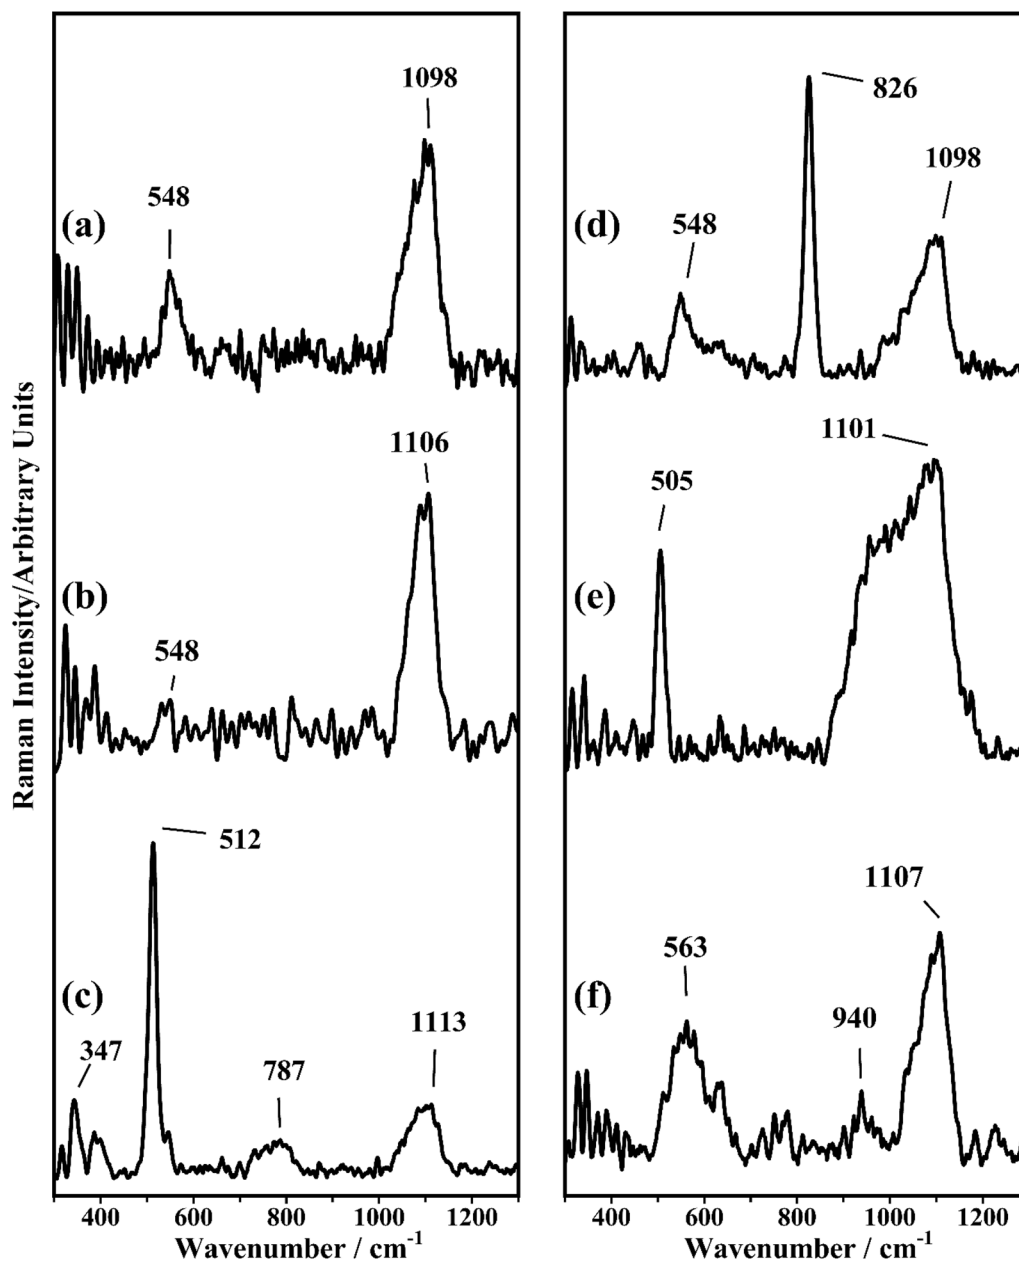 Raman Intensity/Arbitrary Units
(a)
548
1098
(b)
548
1106
(c)
347
512
787
1113
400 600 800 1000 1200
Wavenumber / cm-1
(d)
548
826
1098
(e)
505
1101
(f)
563
940
1107
400 600 800 1000 1200
Wavenumber / cm-1